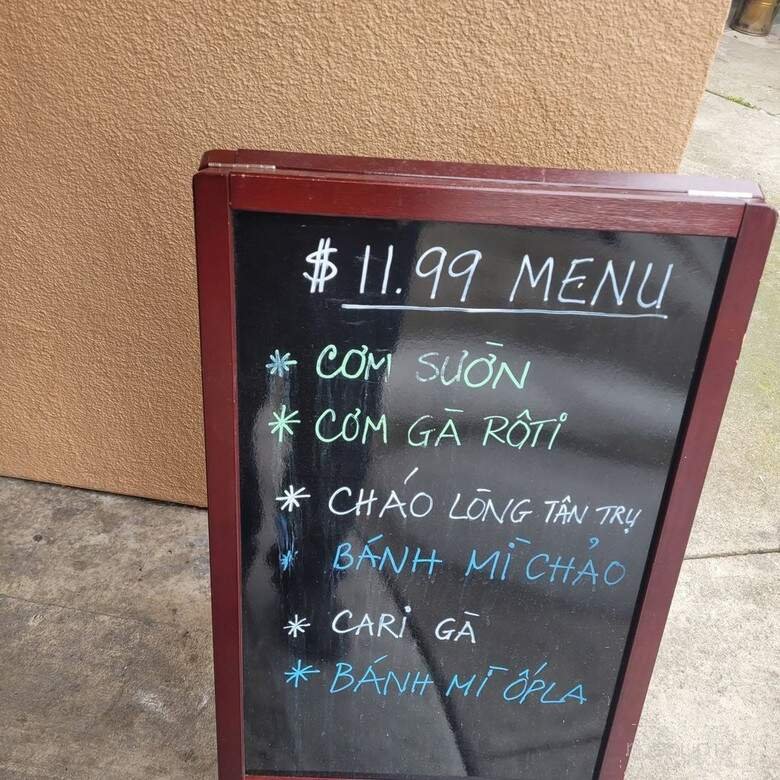 $ 11.99 MENU
* CƠM SƯỜN
* CƠM GÀ RÔTI
* CHÁO LÒNG TÂN TRỤ
* BÁNH MÌ CHẢO
* CARI GÀ
* BÁNH MÌ ỐPLA